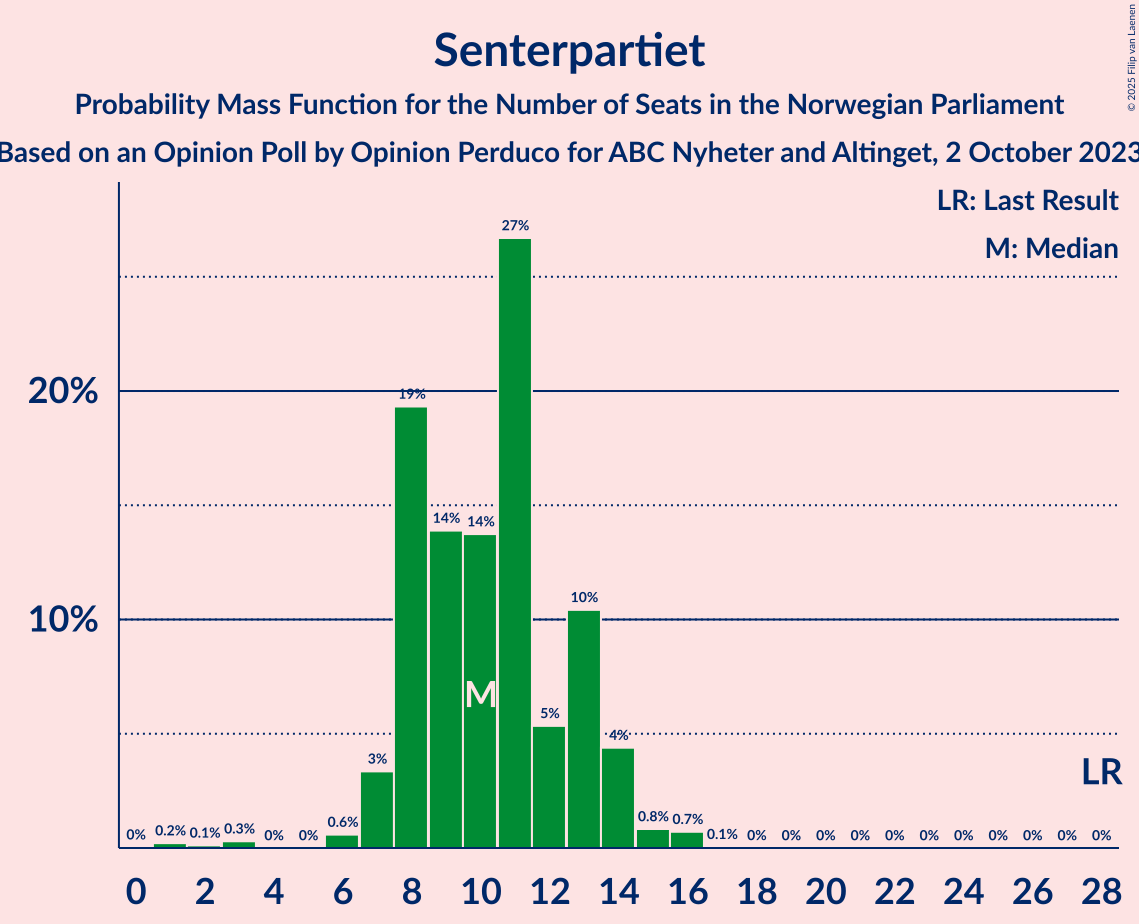 Senterpartiet
Probability Mass Function for the Number of Seats in the Norwegian Parliament
Based on an Opinion Poll by Opinion Perduco for ABC Nyheter and Altinget, 2 October 2023
© 2025 Filip van Laenen
LR: Last Result
M: Median
27%
20%
19%
14% 14%
10%
10%
M
5%
4%
3%
LR
0% 0.2% 0.1% 0.3% 0% 0% 0.6% 0.8% 0.7% 0.1% 0% 0% 0% 0% 0% 0% 0% 0% 0% 0% 0%
0 2 4 6 8 10 12 14 16 18 20 22 24 26 28